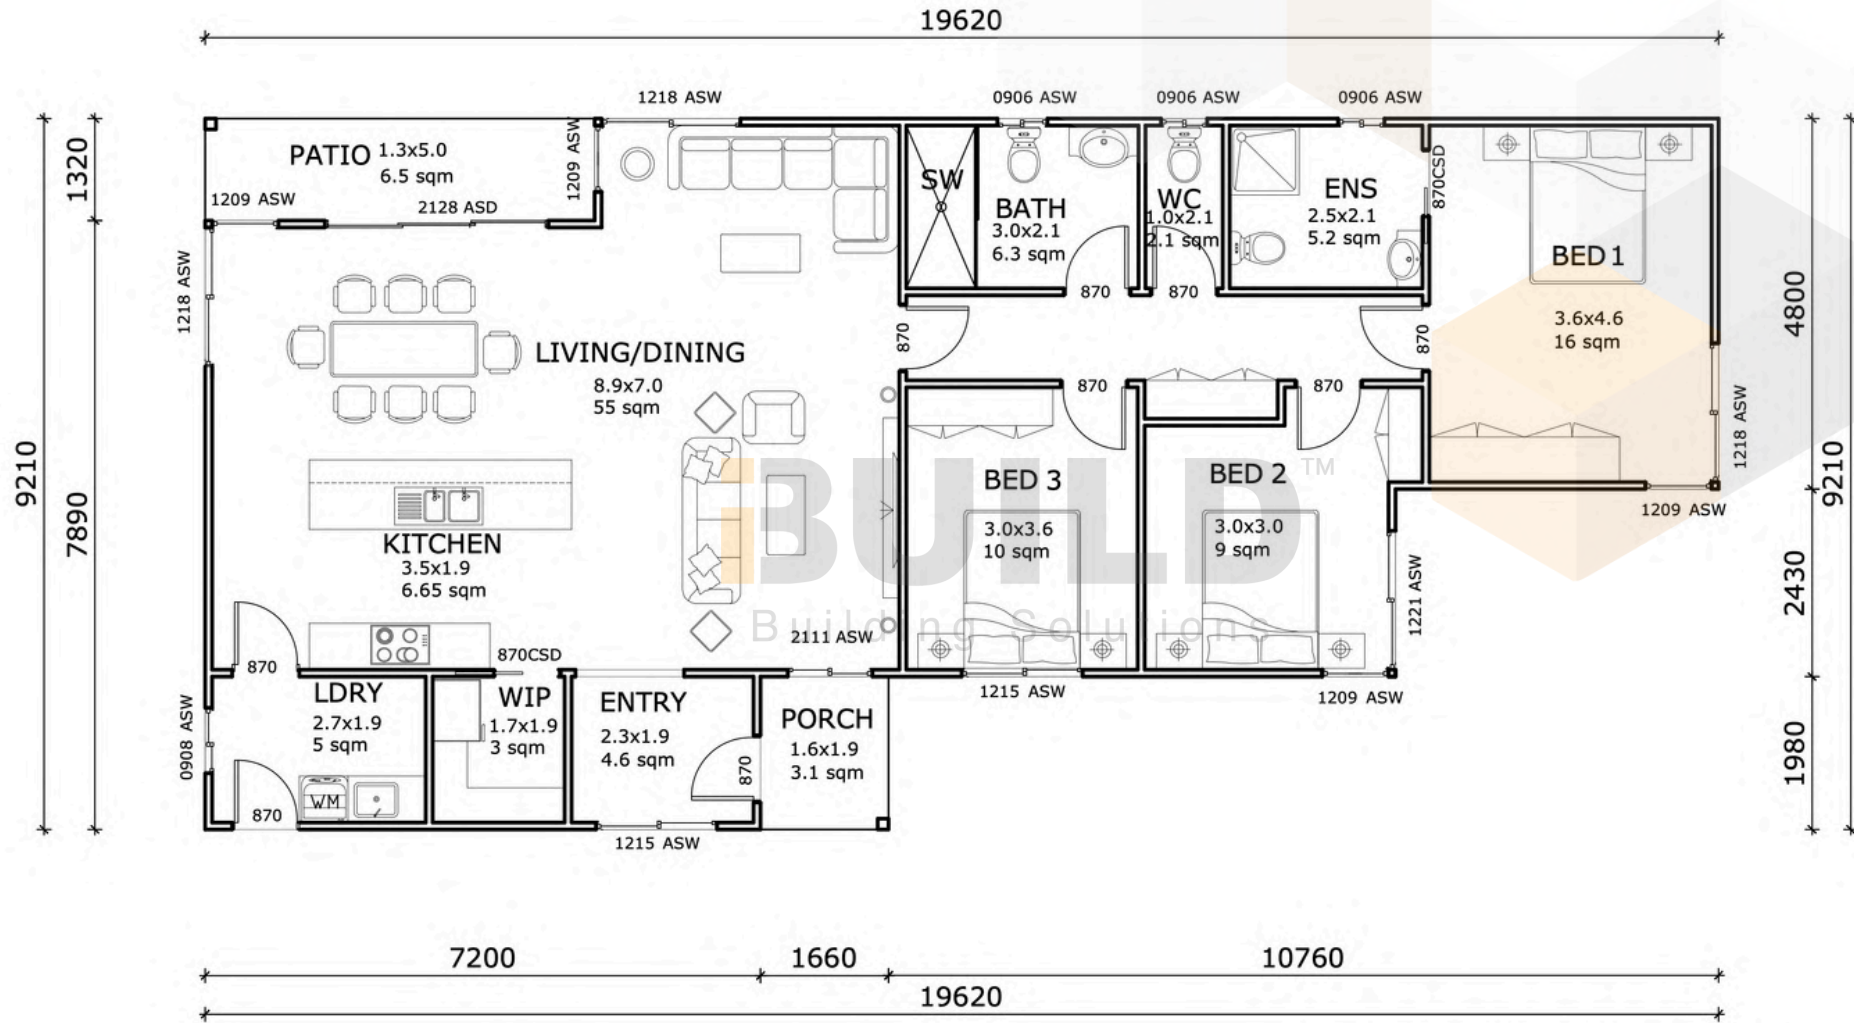 19620
1218 ASW
0906 ASW
0906 ASW
0906 ASW
1320
PATIO
1.3x5.0
6.5 sqm
1209 ASW
1209 ASW
2128 ASD
SW
BATH
3.0x2.1
6.3 sqm
WC
1.0x2.1
2.1 sqm
ENS
2.5x2.1
5.2 sqm
870CSD
BED 1
3.6x4.6
16 sqm
1218 ASW
870
870
870
870
870
870
4800
LIVING/DINING
8.9x7.0
55 sqm
1218 ASW
9210
7890
9210
KITCHEN
3.5x1.9
6.65 sqm
BED 3
3.0x3.6
10 sqm
BED 2
3.0x3.0
9 sqm
iBUILD™
Building Solutions
1209 ASW
1221 ASW
2430
2111 ASW
870
870CSD
1215 ASW
1209 ASW
LDRY
2.7x1.9
5 sqm
WIP
1.7x1.9
3 sqm
ENTRY
2.3x1.9
4.6 sqm
PORCH
1.6x1.9
3.1 sqm
0908 ASW
WM
870
870
1980
1215 ASW
7200
1660
10760
19620